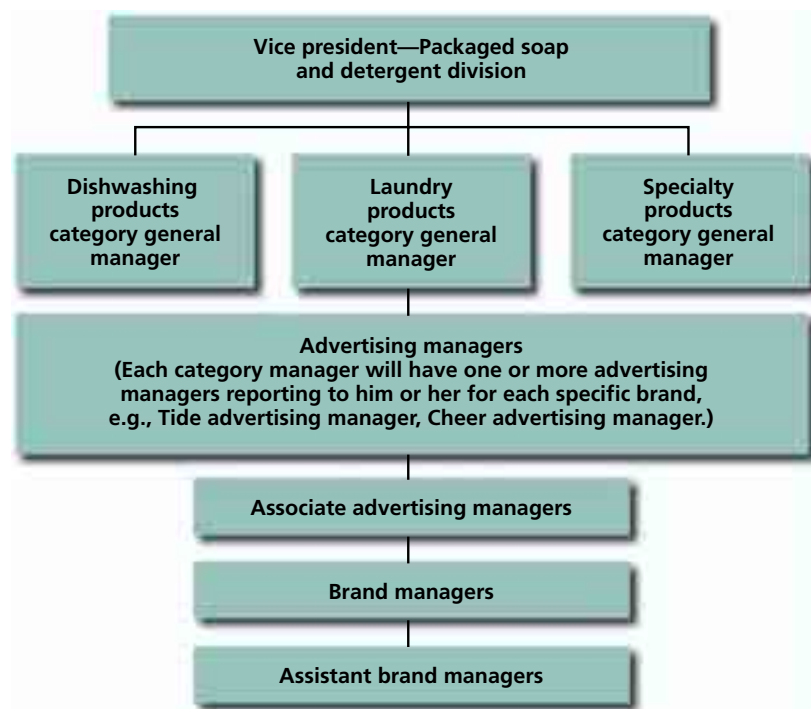 Vice president—Packaged soap
and detergent division
Dishwashing
products
category general
manager
Laundry
products
category general
manager
Specialty
products
category general
manager
Advertising managers
(Each category manager will have one or more advertising
managers reporting to him or her for each specific brand,
e.g., Tide advertising manager, Cheer advertising manager.)
Associate advertising managers
Brand managers
Assistant brand managers